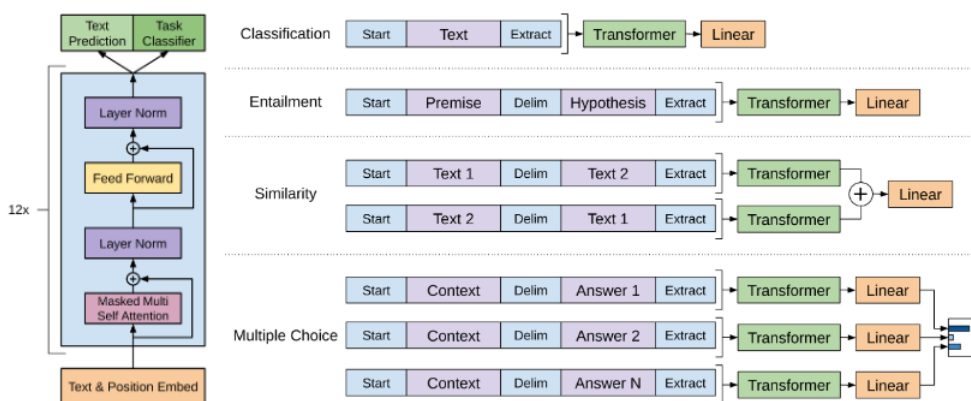 Text Prediction
Task Classifier
12x
Layer Norm
Feed Forward
Layer Norm
Masked Multi
Self Attention
Text & Position Embed
Classification
Start Text Extract Transformer Linear
Entailment
Start Premise Delim Hypothesis Extract Transformer Linear
Similarity
Start Text 1 Delim Text 2 Extract Transformer
Start Text 2 Delim Text 1 Extract Transformer
Linear
Multiple Choice
Start Context Delim Answer 1 Extract Transformer Linear
Start Context Delim Answer 2 Extract Transformer Linear
Start Context Delim Answer N Extract Transformer Linear